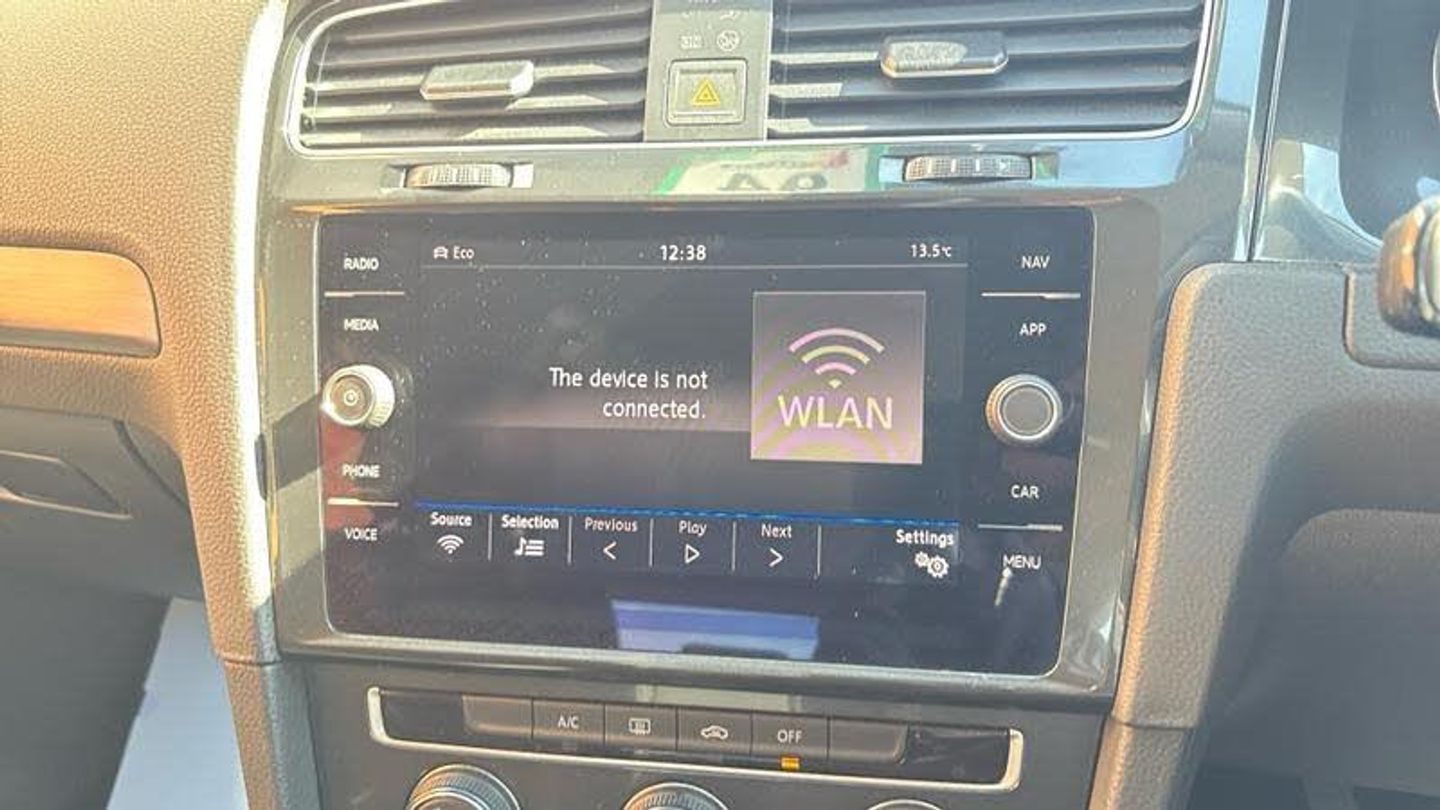 RADIO
MEDIA
PHONE
VOICE
Eco
12:38
13.5℃
The device is not
connected.
WLAN
Source
Selection
Previous
Play
Next
Settings
NAV
APP
CAR
MENU
A/C
OFF